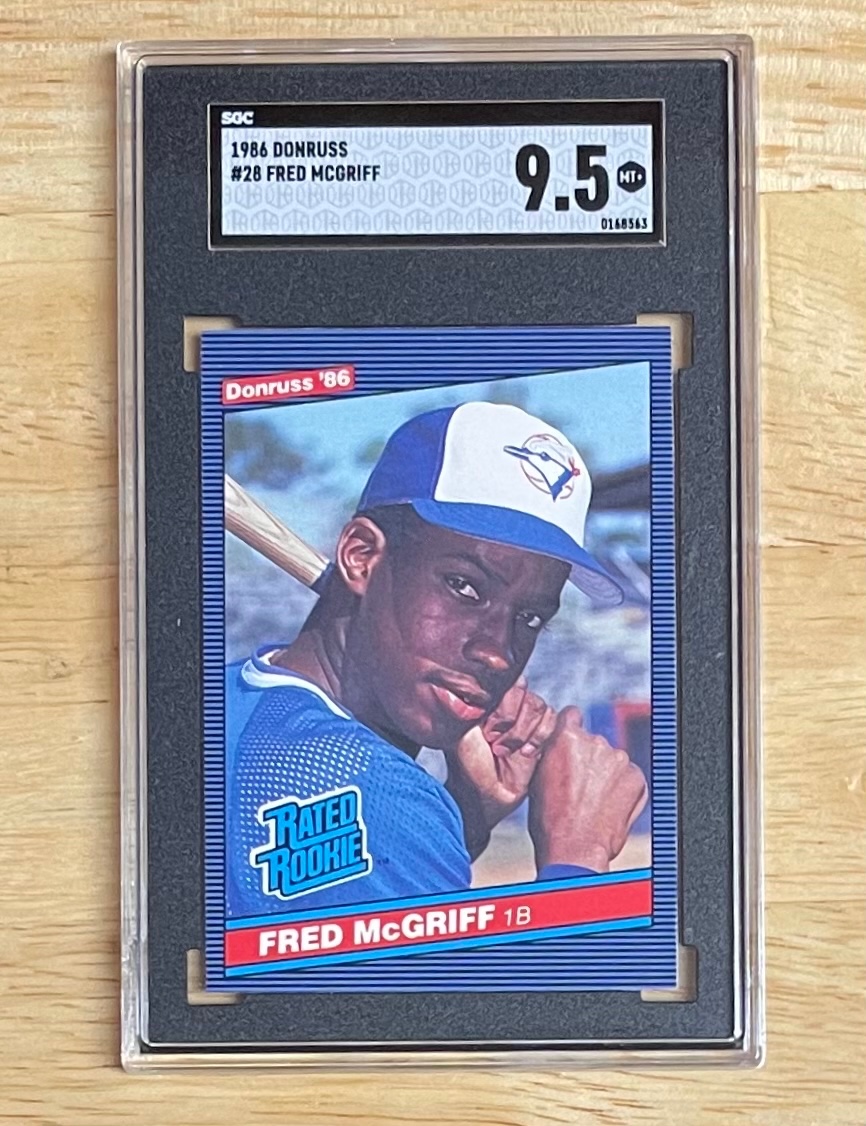 SGC
1986 DONRUSS
#28 FRED MCGRIFF
9.5 MT+
0168563
Donruss '86
RATED
ROOKIE
FRED McGRIFF 1B